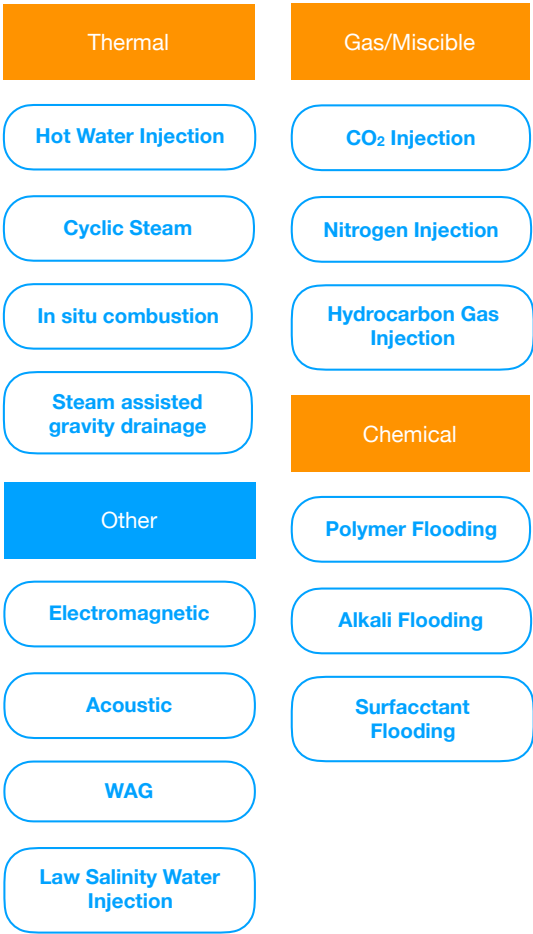 Thermal
Hot Water Injection
Cyclic Steam
In situ combustion
Steam assisted
gravity drainage
Other
Electromagnetic
Acoustic
WAG
Law Salinity Water
Injection
Gas/Miscible
CO₂ Injection
Nitrogen Injection
Hydrocarbon Gas
Injection
Chemical
Polymer Flooding
Alkali Flooding
Surfacctant
Flooding